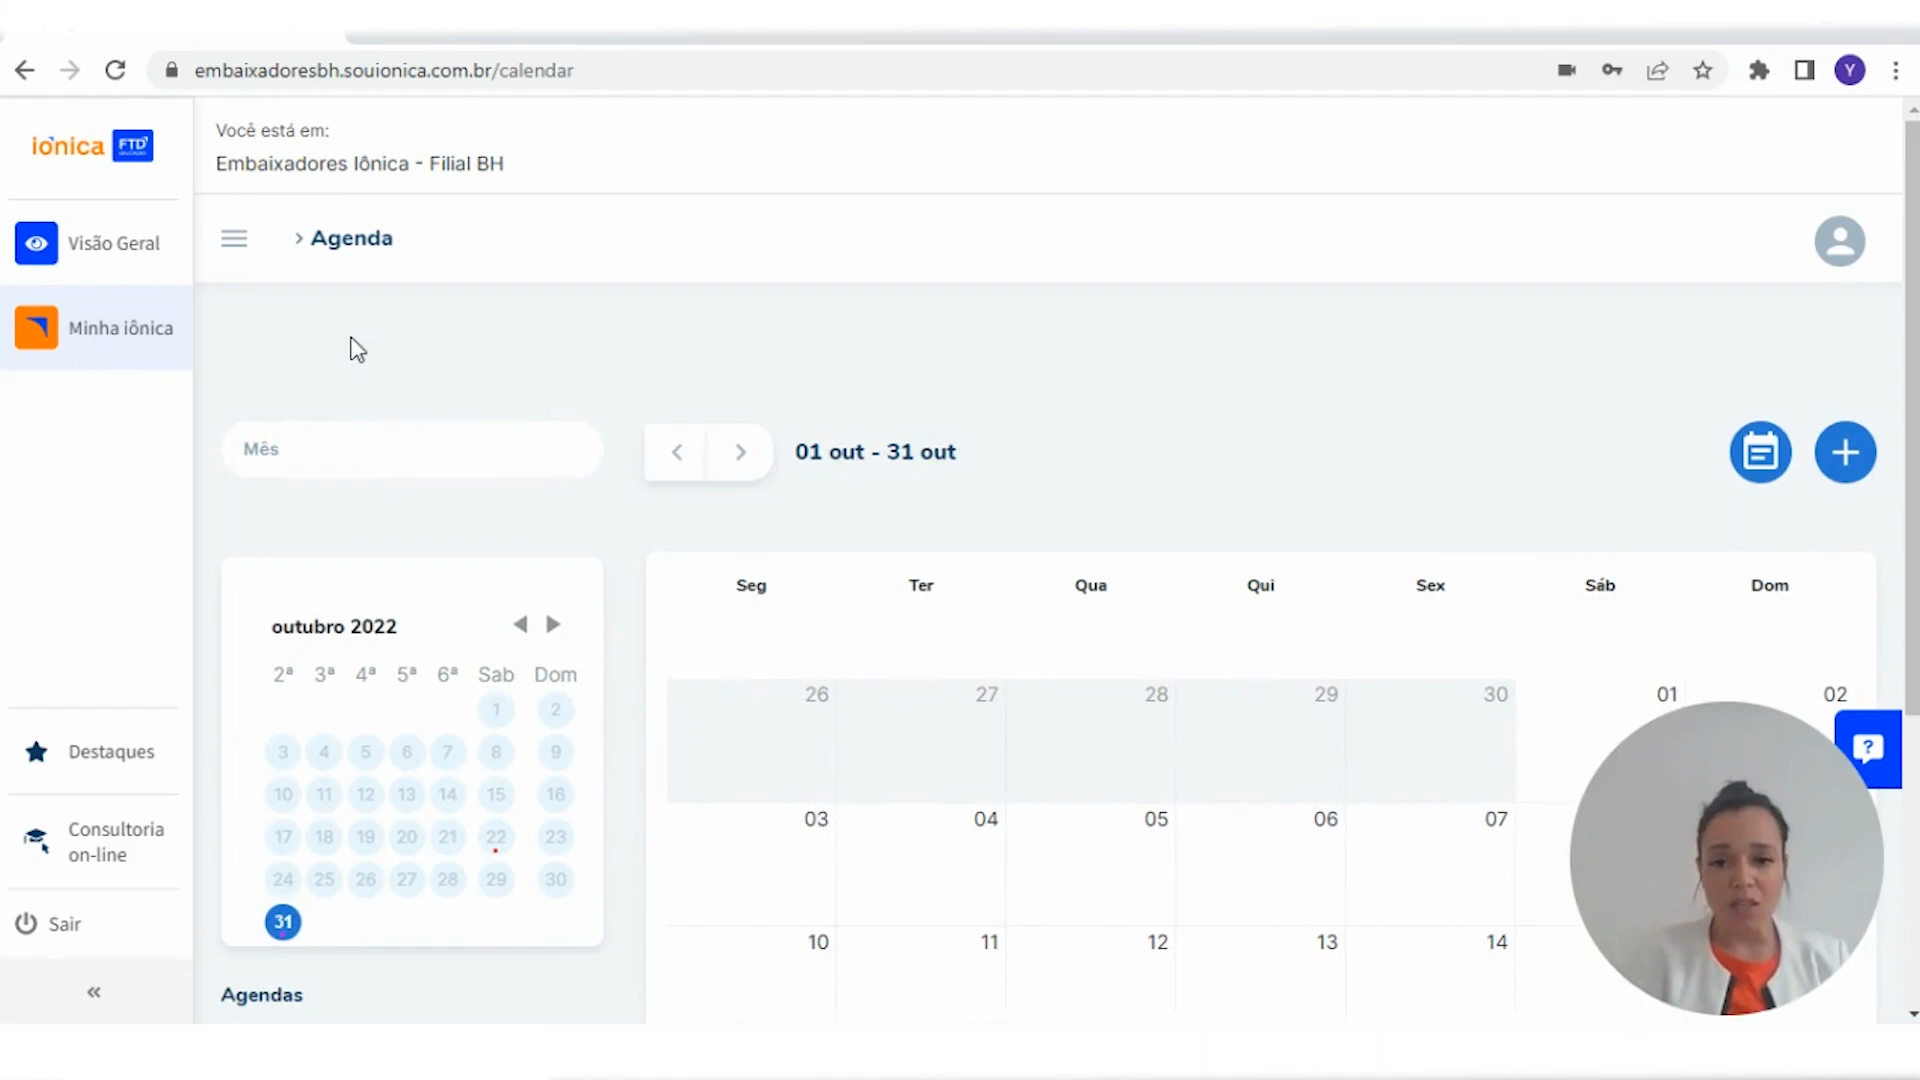 embaixadoresbh.souionica.com.br/calendar
Y
iônica FTD
Você está em:
Embaixadores Iônica - Filial BH
Visão Geral
Minha iônica
Destaques
Consultoria
on-line
Sair
«
> Agenda
Mês
01 out - 31 out
outubro 2022
2ª 3ª 4ª 5ª 6ª Sab Dom
1 2
3 4 5 6 7 8 9
10 11 12 13 14 15 16
17 18 19 20 21 22 23
24 25 26 27 28 29 30
31
Agendas
Seg Ter Qua Qui Sex Sáb Dom
26 27 28 29 30 01 02
03 04 05 06 07
10 11 12 13 14
?